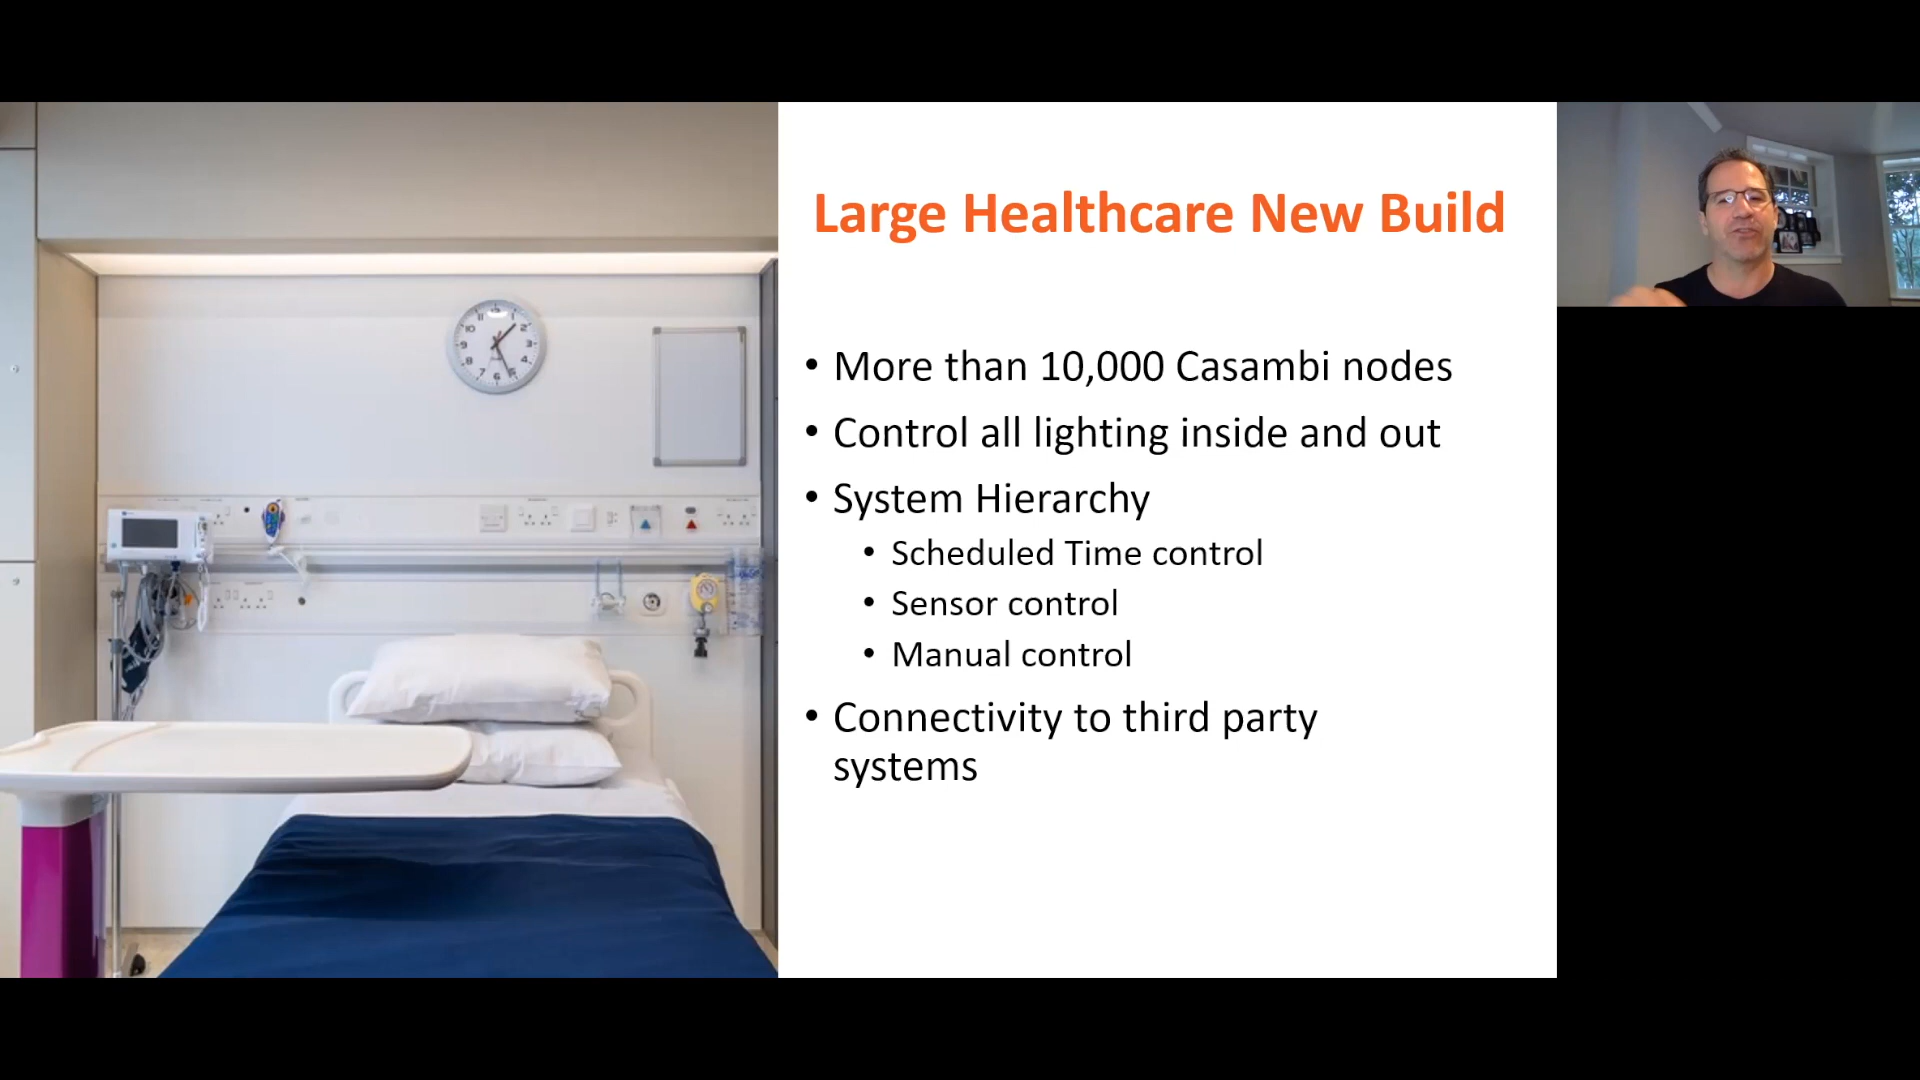 Large Healthcare New Build
• More than 10,000 Casambi nodes
• Control all lighting inside and out
• System Hierarchy
• Scheduled Time control
• Sensor control
• Manual control
• Connectivity to third party
systems